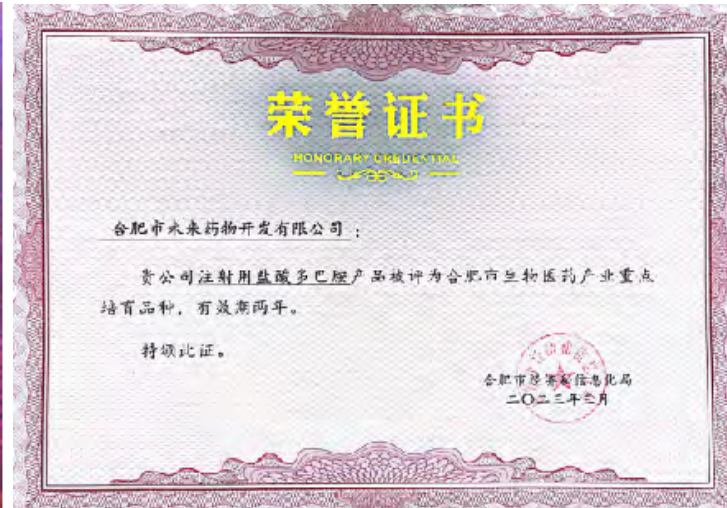 荣誉证书
HONORARY CREDENTIAL
合肥市未来药物开发有限公司：
贵公司注射用盐酸多巴胺产品被评为合肥市生物医药产业重点
培育品种，有效期两年。
特颁此证。
合肥市经济和信息化局
二〇二三年三月